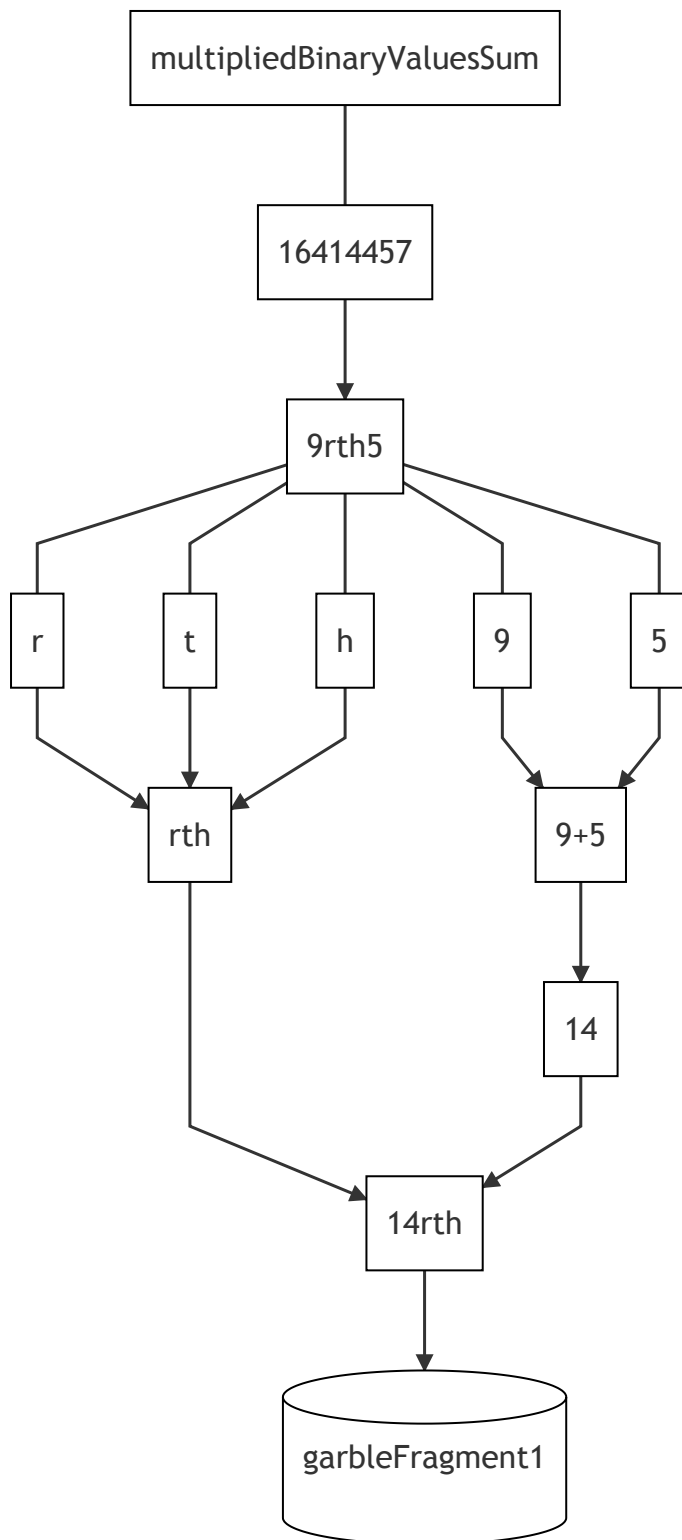 multipliedBinaryValuesSum
16414457
9rth5
r
t
h
9
5
rth
9+5
14
14rth
garbleFragment1